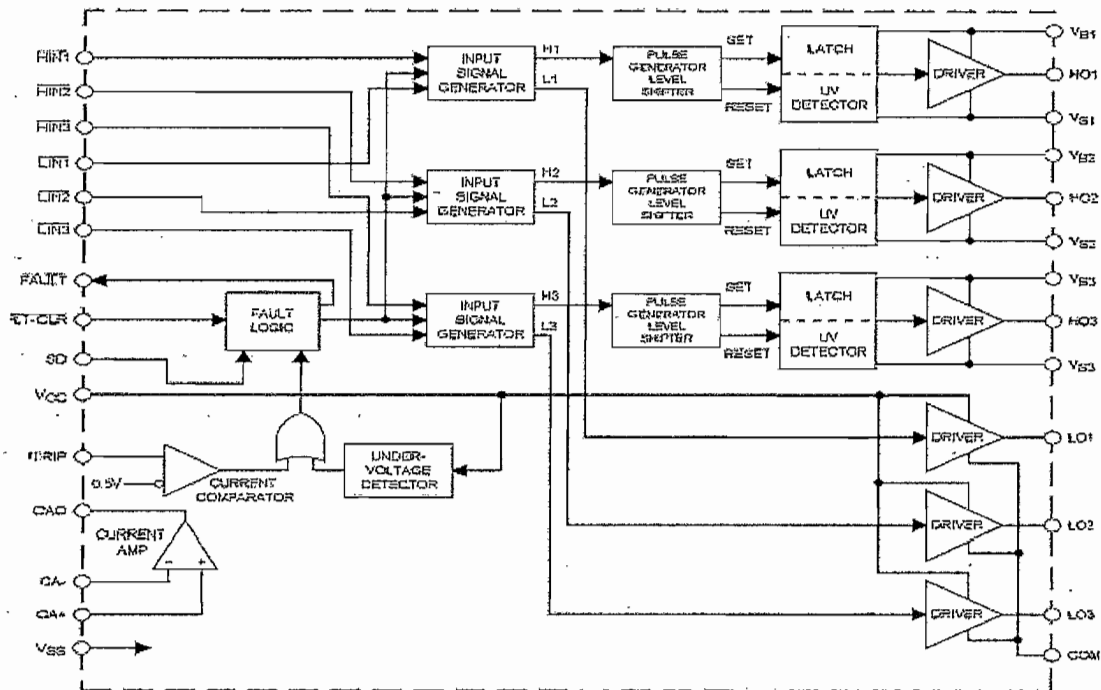 HIN1
HIN2
HIN3
LIN1
LIN2
LIN3
FAULT
FLT-CLR
SD
VCC
ITRIP
0.5V
CAO
CA-
CA+
VSS
INPUT
SIGNAL
GENERATOR
H1
L1
PULSE
GENERATOR
LEVEL
SHIFTER
SET
RESET
LATCH
UV
DETECTOR
DRIVER
VB1
HO1
VS1
INPUT
SIGNAL
GENERATOR
H2
L2
PULSE
GENERATOR
LEVEL
SHIFTER
SET
RESET
LATCH
UV
DETECTOR
DRIVER
VB2
HO2
VS2
FAULT
LOGIC
INPUT
SIGNAL
GENERATOR
H3
L3
PULSE
GENERATOR
LEVEL
SHIFTER
SET
RESET
LATCH
UV
DETECTOR
DRIVER
HO3
VS3
CURRENT
COMPARATOR
UNDER-
VOLTAGE
DETECTOR
DRIVER
LO1
CURRENT
AMP
-
+
DRIVER
LO2
DRIVER
LO3
COM